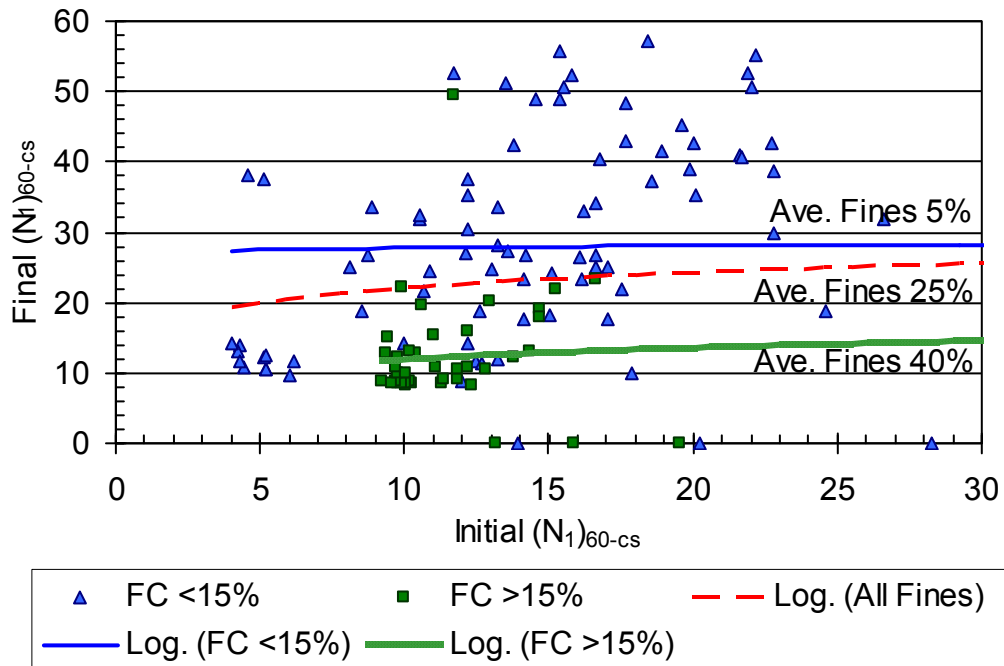 60
50
40
30
20
10
0
Final (N1)60-cs
Ave. Fines 5%
Ave. Fines 25%
Ave. Fines 40%
0 5 10 15 20 25 30
Initial (N1)60-cs
FC <15% FC >15% Log. (All Fines)
Log. (FC <15%) Log. (FC >15%)